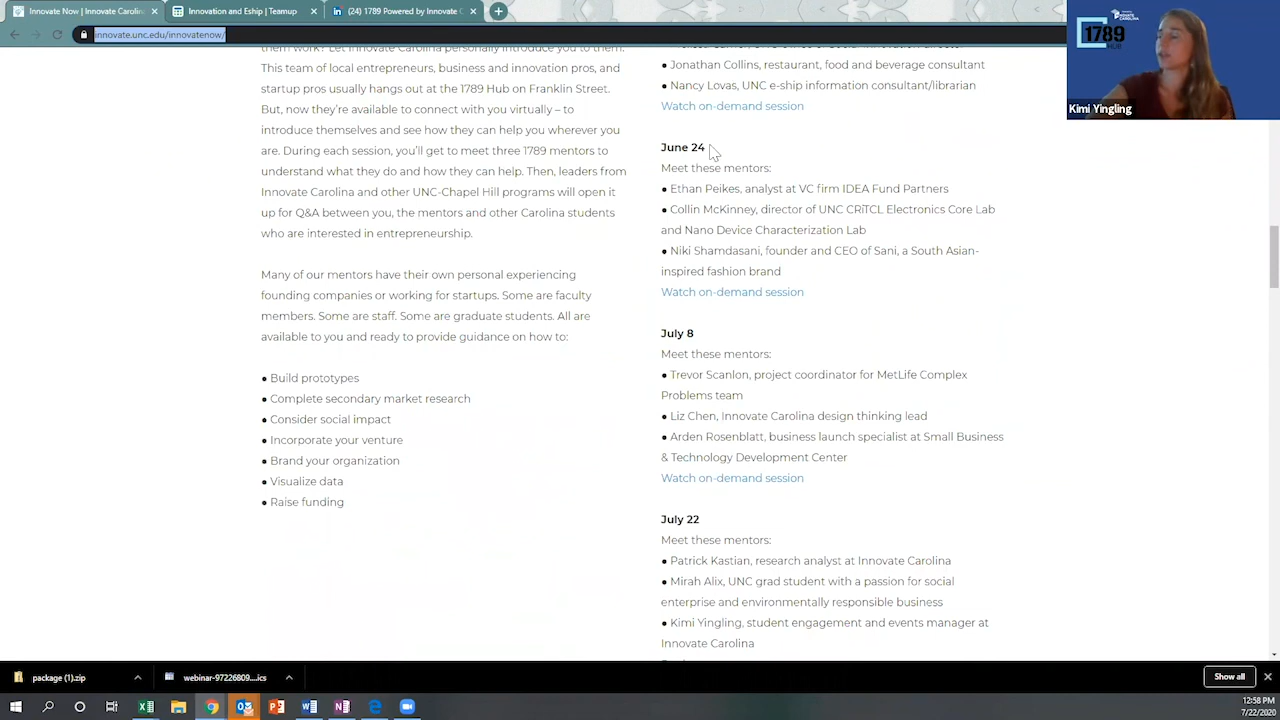 Innovate Now | Innovate Carolin
Innovation and Eship | Teamup
(24) 1789 Powered by Innovate C
innovate.unc.edu/innovatenow/
them work? Let Innovate Carolina personally introduce you to them.
This team of local entrepreneurs, business and innovation pros, and
startup pros usually hangs out at the 1789 Hub on Franklin Street.
But, now they're available to connect with you virtually – to
introduce themselves and see how they can help you wherever you
are. During each session, you'll get to meet three 1789 mentors to
understand what they do and how they can help. Then, leaders from
Innovate Carolina and other UNC-Chapel Hill programs will open it
up for Q&A between you, the mentors and other Carolina students
who are interested in entrepreneurship.
Many of our mentors have their own personal experiencing
founding companies or working for startups. Some are faculty
members. Some are staff. Some are graduate students. All are
available to you and ready to provide guidance on how to:
● Build prototypes
● Complete secondary market research
● Consider social impact
● Incorporate your venture
● Brand your organization
● Visualize data
● Raise funding
● Jonathan Collins, restaurant, food and beverage consultant
● Nancy Lovas, UNC e-ship information consultant/librarian
Watch on-demand session
June 24
Meet these mentors:
● Ethan Peikes, analyst at VC firm IDEA Fund Partners
● Collin McKinney, director of UNC CRiTCL Electronics Core Lab
and Nano Device Characterization Lab
● Niki Shamdasani, founder and CEO of Sani, a South Asian-
inspired fashion brand
Watch on-demand session
July 8
Meet these mentors:
● Trevor Scanlon, project coordinator for MetLife Complex
Problems team
● Liz Chen, Innovate Carolina design thinking lead
● Arden Rosenblatt, business launch specialist at Small Business
& Technology Development Center
Watch on-demand session
July 22
Meet these mentors:
● Patrick Kastian, research analyst at Innovate Carolina
● Mirah Alix, UNC grad student with a passion for social
enterprise and environmentally responsible business
● Kimi Yingling, student engagement and events manager at
Innovate Carolina
1789
HUB
Kimi Yingling
package (1).zip
webinar-97226809....ics
Show all
12:58 PM
7/22/2020